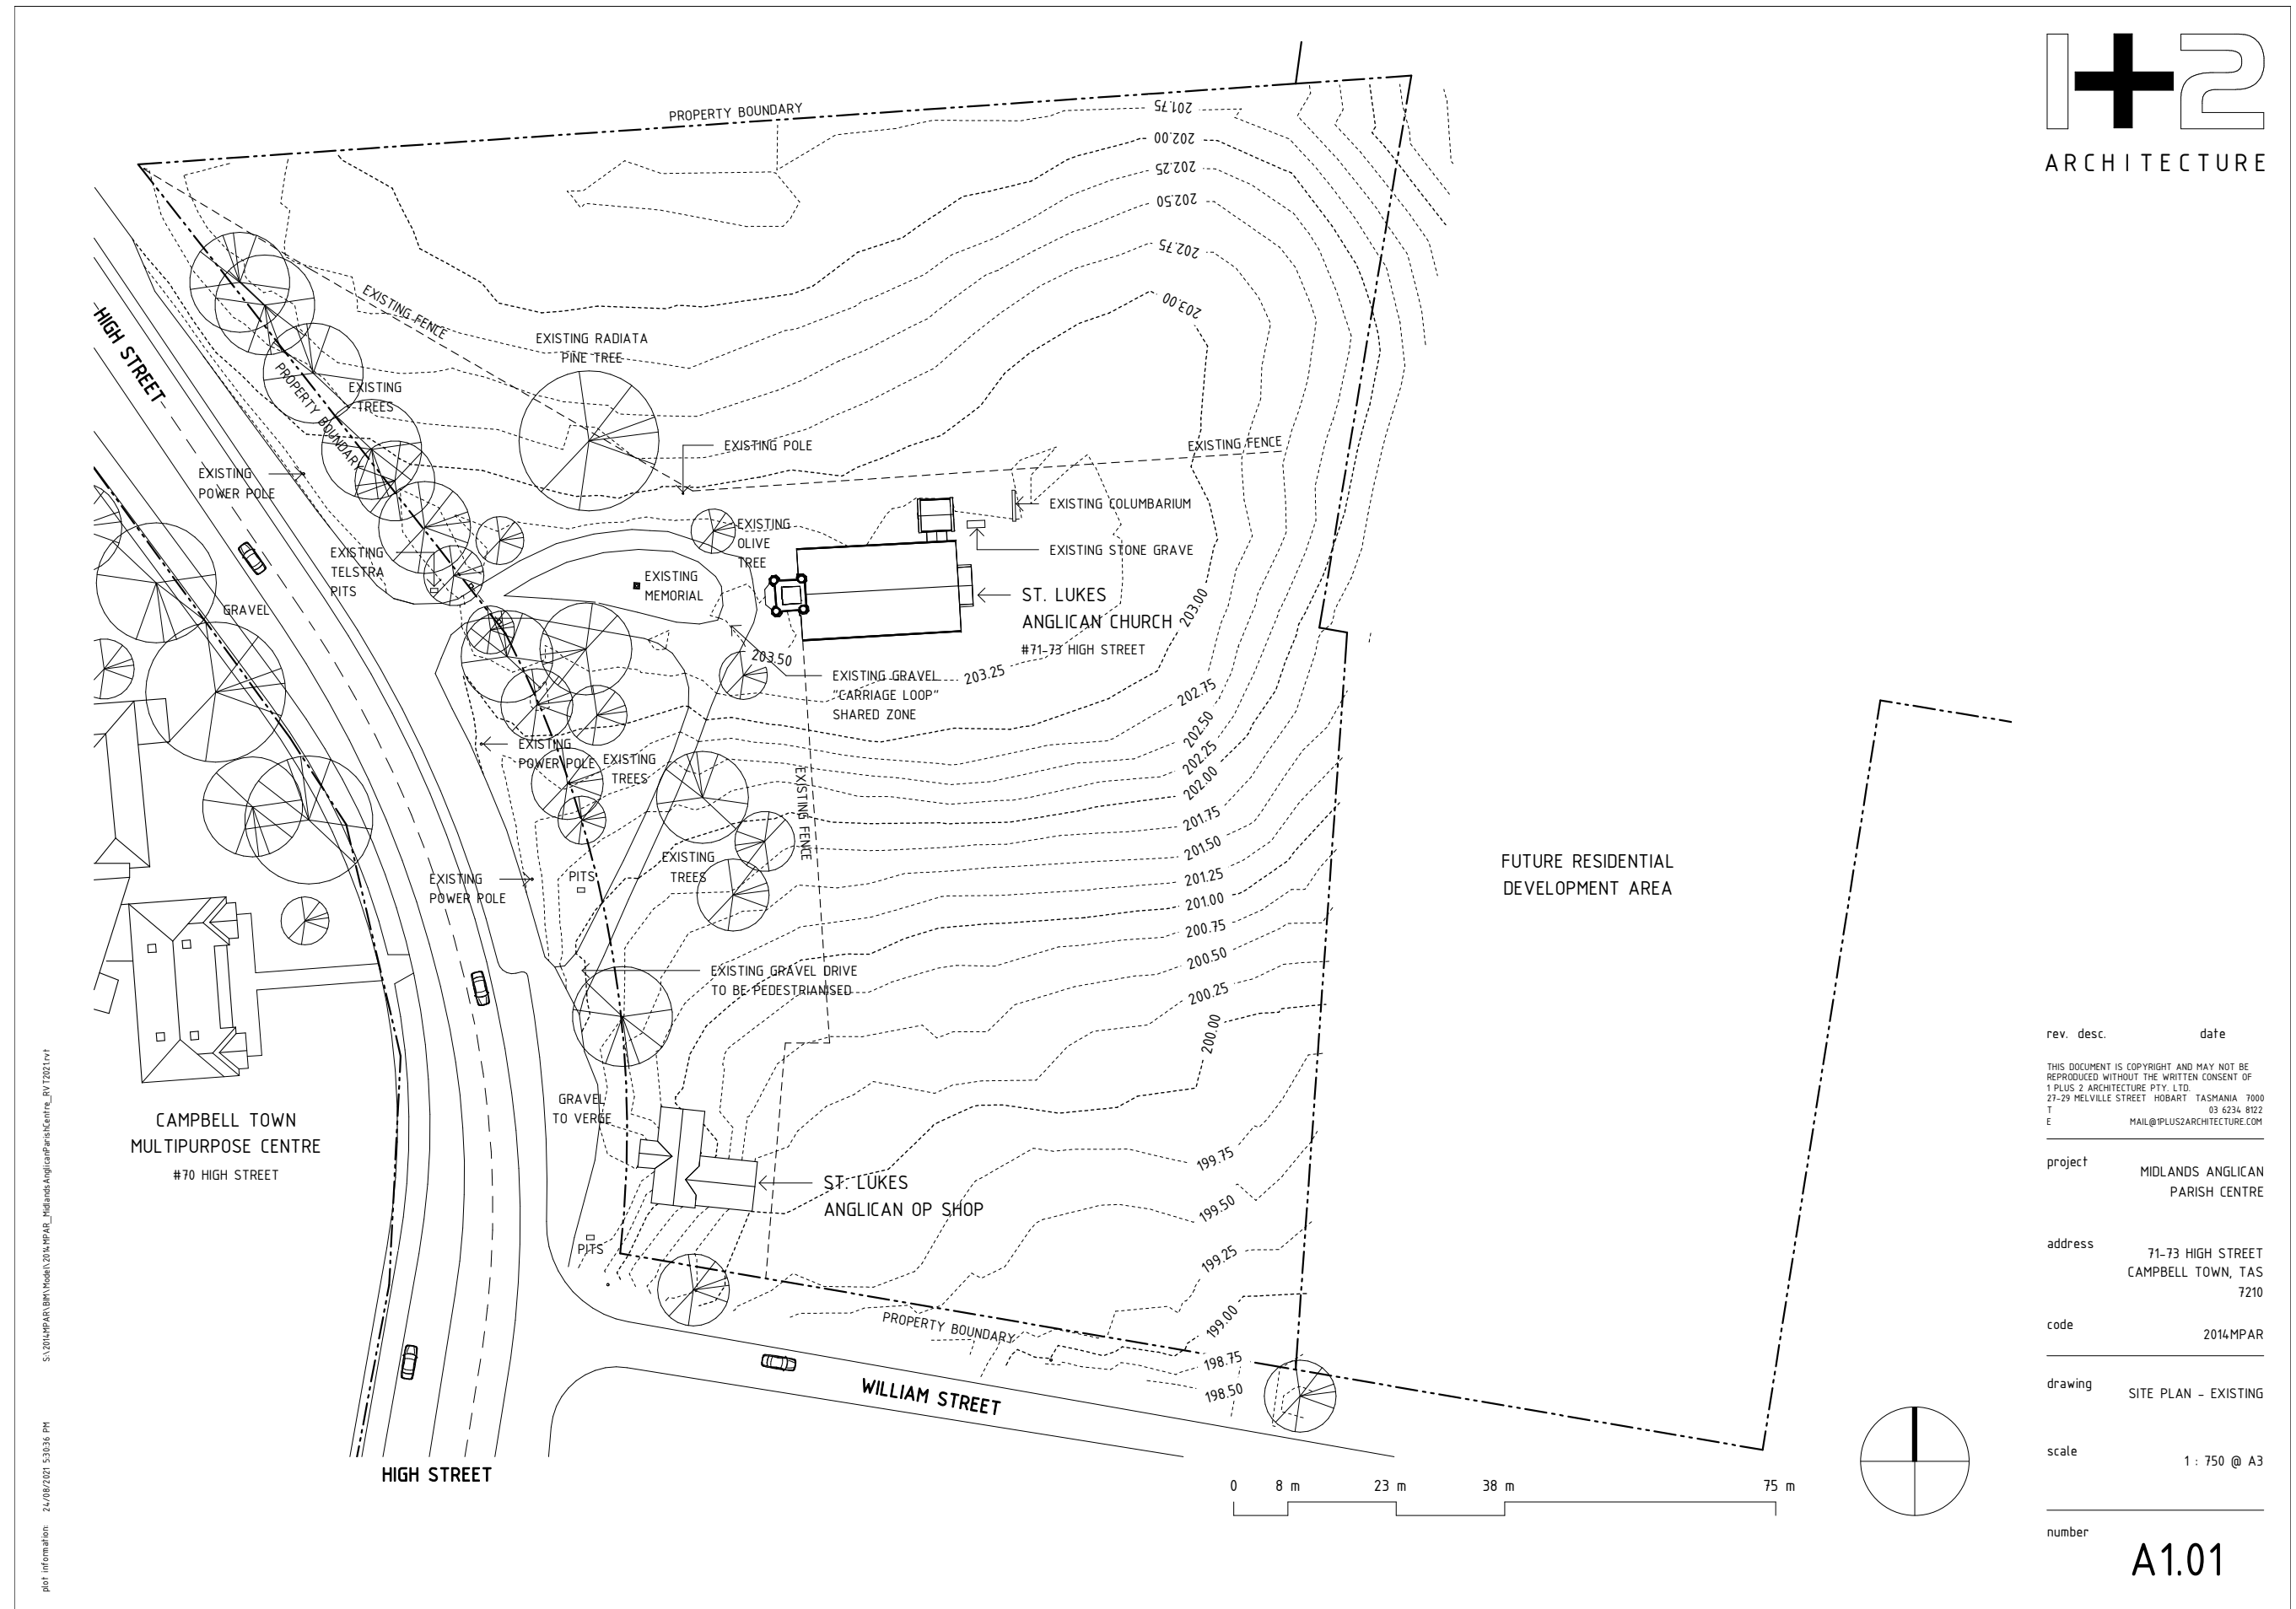 1+2
ARCHITECTURE
PROPERTY BOUNDARY
201.75
202.00
202.25
202.50
202.75
203.00
HIGH STREET
EXISTING FENCE
EXISTING RADIATA
PINE TREE
PROPERTY BOUNDARY
EXISTING
TREES
EXISTING POLE
EXISTING FENCE
EXISTING
POWER POLE
EXISTING COLUMBARIUM
EXISTING
OLIVE
TREE
EXISTING STONE GRAVE
EXISTING
TELSTRA
PITS
EXISTING
MEMORIAL
GRAVEL
ST. LUKES
ANGLICAN CHURCH
#71-73 HIGH STREET
203.00
203.50
203.25
EXISTING GRAVEL
"CARRIAGE LOOP"
SHARED ZONE
202.75
202.50
202.25
202.00
201.75
201.50
201.25
201.00
200.75
200.50
200.25
200.00
EXISTING
POWER POLE
EXISTING
TREES
EXISTING FENCE
EXISTING
TREES
EXISTING
POWER POLE
PITS
FUTURE RESIDENTIAL
DEVELOPMENT AREA
EXISTING GRAVEL DRIVE
TO BE PEDESTRIANISED
GRAVEL
TO VERGE
CAMPBELL TOWN
MULTIPURPOSE CENTRE
#70 HIGH STREET
ST. LUKES
ANGLICAN OP SHOP
PITS
199.75
199.50
199.25
199.00
198.75
198.50
PROPERTY BOUNDARY
WILLIAM STREET
HIGH STREET
0 8 m 23 m 38 m 75 m
rev. desc. date
THIS DOCUMENT IS COPYRIGHT AND MAY NOT BE
REPRODUCED WITHOUT THE WRITTEN CONSENT OF
1 PLUS 2 ARCHITECTURE PTY. LTD.
27-29 MELVILLE STREET HOBART TASMANIA 7000
T 03 6234 8122
E MAIL@1PLUS2ARCHITECTURE.COM
project
MIDLANDS ANGLICAN
PARISH CENTRE
address
71-73 HIGH STREET
CAMPBELL TOWN, TAS
7210
code
2014MPAR
drawing
SITE PLAN - EXISTING
scale
1 : 750 @ A3
number
A1.01
plot information: 24/08/2021 5:30:36 PM S:\2014MPAR\BIM\Model\2014MPAR_MidlandsAnglicanParishCentre_RVT2021.rvt